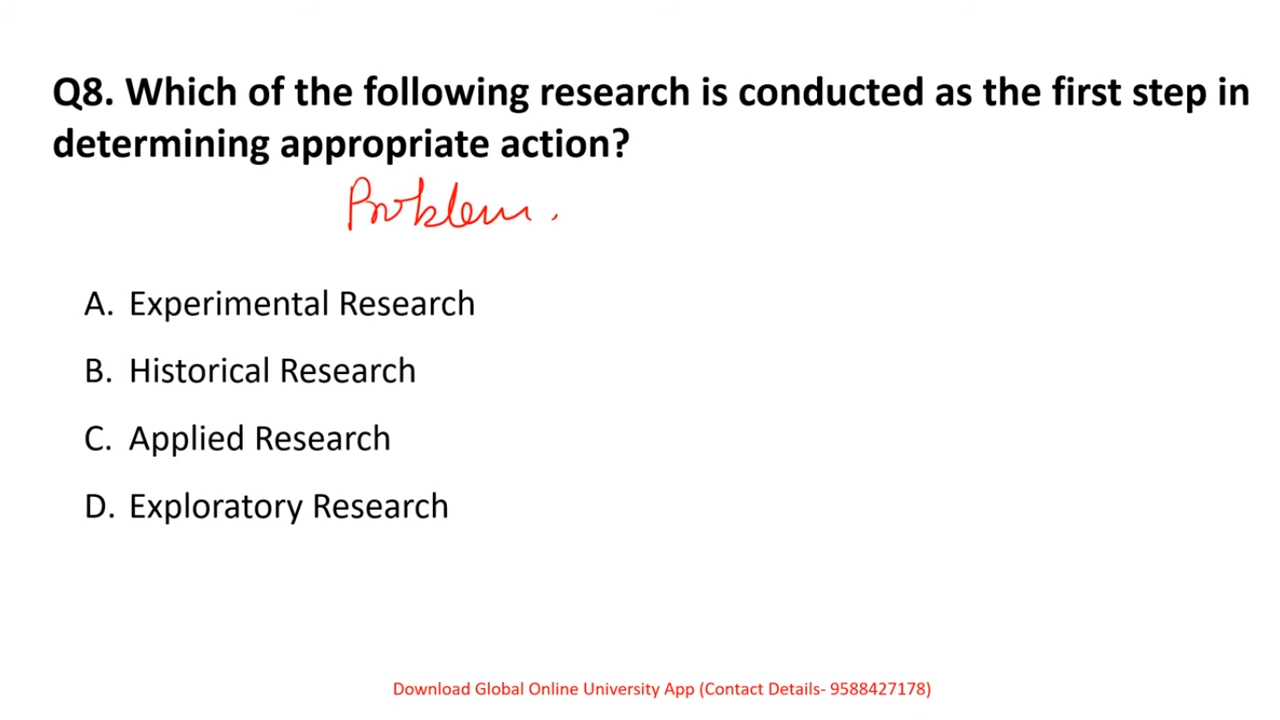 Q8. Which of the following research is conducted as the first step in
determining appropriate action?
Problem.
A. Experimental Research
B. Historical Research
C. Applied Research
D. Exploratory Research
Download Global Online University App (Contact Details- 9588427178)